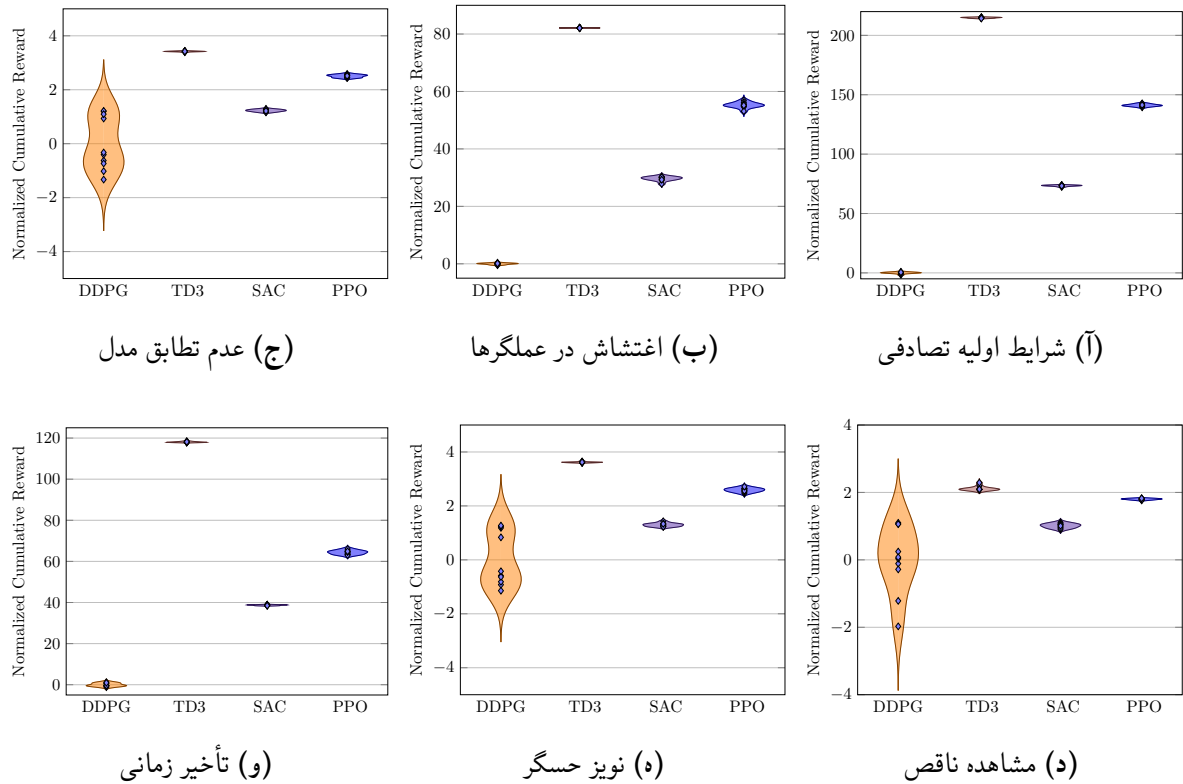 Normalized Cumulative Reward
4
2
0
−2
−4
DDPG
TD3
SAC
PPO
(ج) عدم تطابق مدل
Normalized Cumulative Reward
80
60
40
20
0
DDPG
TD3
SAC
PPO
(ب) اغتشاش در عملگرها
Normalized Cumulative Reward
200
150
100
50
0
DDPG
TD3
SAC
PPO
(آ) شرایط اولیه تصادفی
Normalized Cumulative Reward
120
100
80
60
40
20
0
DDPG
TD3
SAC
PPO
(و) تأخیر زمانی
Normalized Cumulative Reward
4
2
0
−2
−4
DDPG
TD3
SAC
PPO
(ه) نویز حسگر
Normalized Cumulative Reward
4
2
0
−2
−4
DDPG
TD3
SAC
PPO
(د) مشاهده ناقص